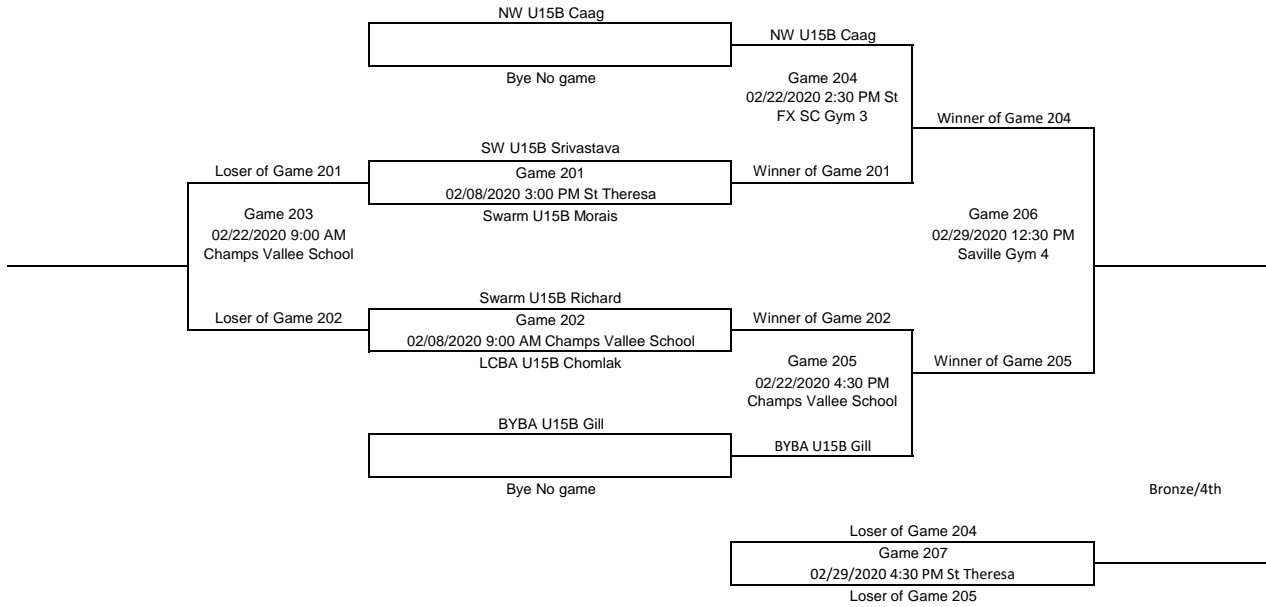 NW U15B Caag
NW U15B Caag
Bye No game
Game 204
02/22/2020 2:30 PM St
FX SC Gym 3
Winner of Game 204
SW U15B Srivastava
Loser of Game 201
Game 201
Winner of Game 201
02/08/2020 3:00 PM St Theresa
Game 203
Swarm U15B Morais
Game 206
02/22/2020 9:00 AM
02/29/2020 12:30 PM
Champs Vallee School
Saville Gym 4
Swarm U15B Richard
Loser of Game 202
Game 202
Winner of Game 202
02/08/2020 9:00 AM Champs Vallee School
LCBA U15B Chomlak
Game 205
Winner of Game 205
02/22/2020 4:30 PM
Champs Vallee School
BYBA U15B Gill
BYBA U15B Gill
Bye No game
Bronze/4th
Loser of Game 204
Game 207
02/29/2020 4:30 PM St Theresa
Loser of Game 205